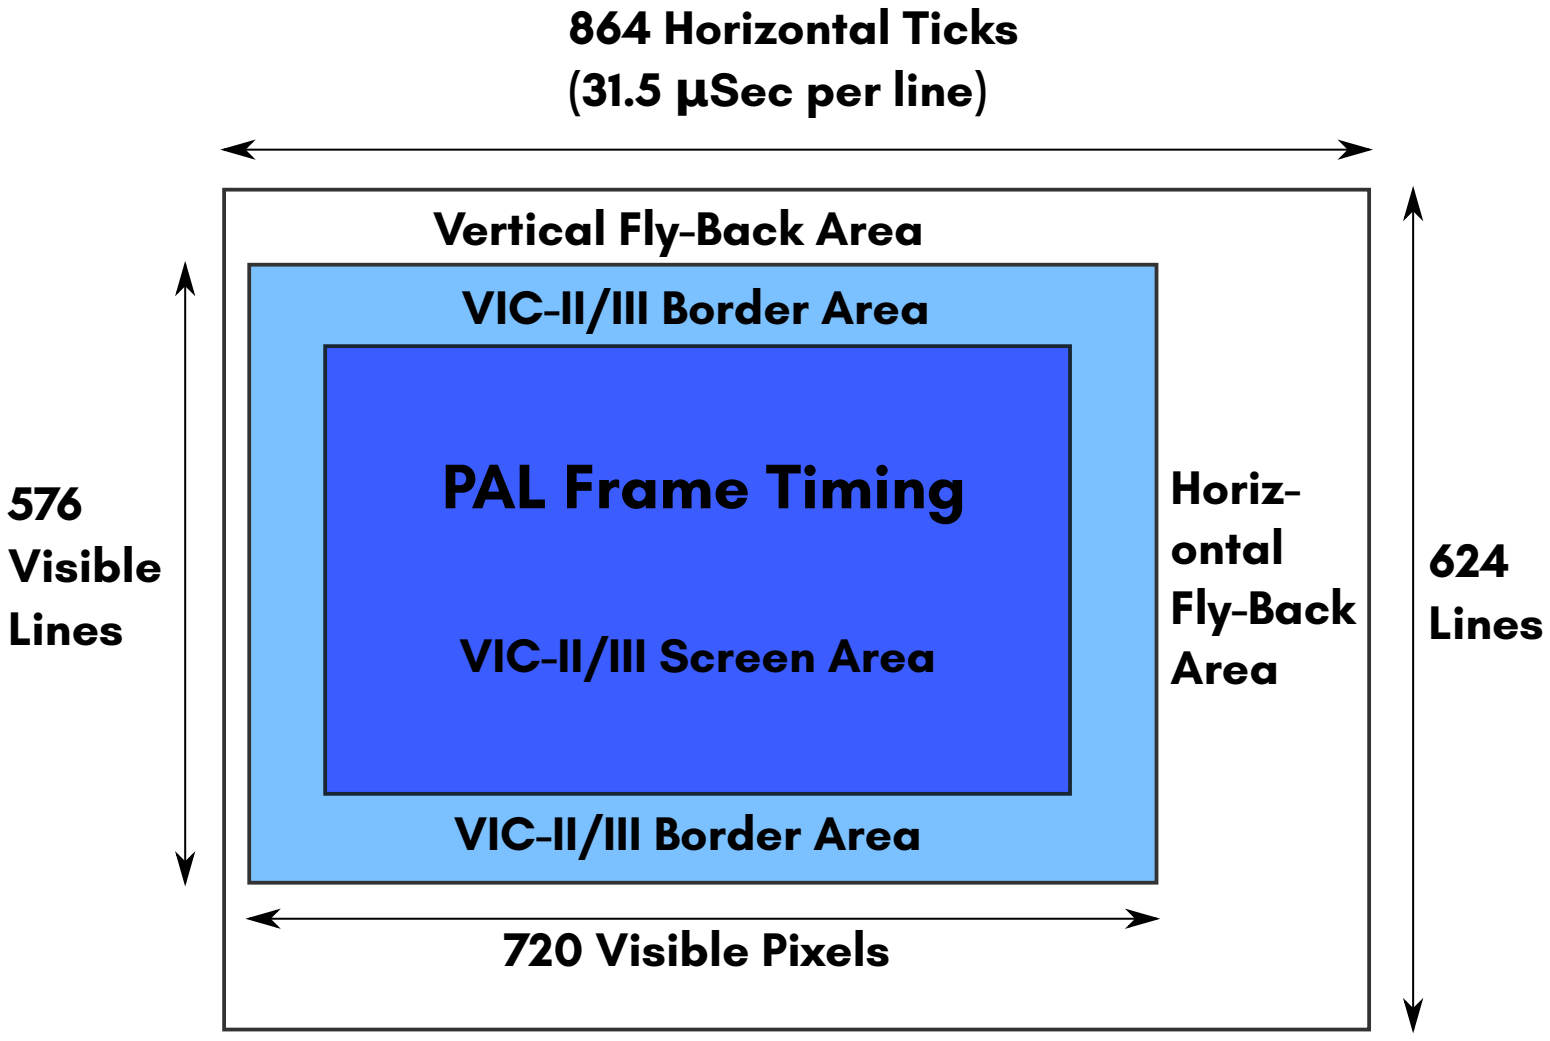 864 Horizontal Ticks
(31.5 µSec per line)
Vertical Fly-Back Area
VIC-II/III Border Area
PAL Frame Timing
VIC-II/III Screen Area
VIC-II/III Border Area
576
Visible
Lines
Horiz-
ontal
Fly-Back
Area
624
Lines
720 Visible Pixels